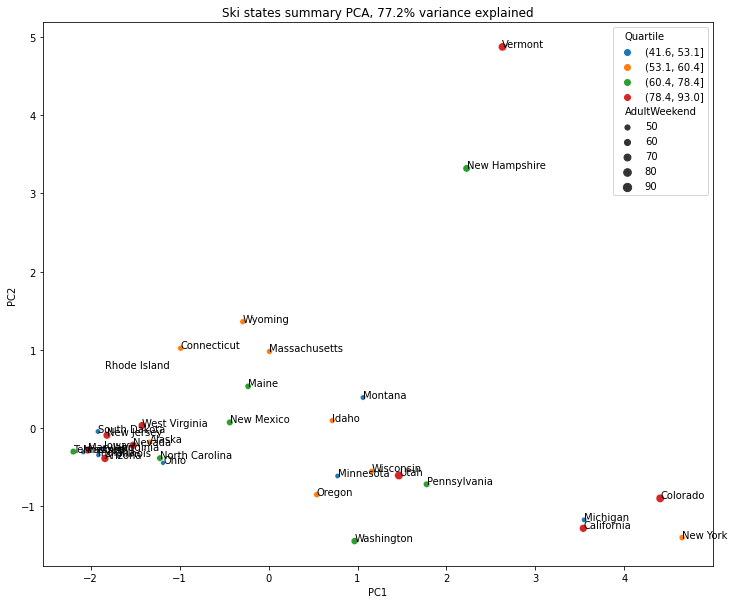 Ski states summary PCA, 77.2% variance explained
5
4
3
2
1
0
−1
PC2
−2
−1
0
1
2
3
4
PC1
Quartile
(41.6, 53.1]
(53.1, 60.4]
(60.4, 78.4]
(78.4, 93.0]
AdultWeekend
50
60
70
80
90
Vermont
New Hampshire
Wyoming
Connecticut
Massachusetts
Rhode Island
Maine
Montana
Idaho
New Mexico
West Virginia
South Dakota
New Jersey
Alaska
Nevada
Iowa
Arizona
North Carolina
Ohio
Wisconsin
Minnesota
Utah
Pennsylvania
Oregon
Washington
Colorado
Michigan
California
New York